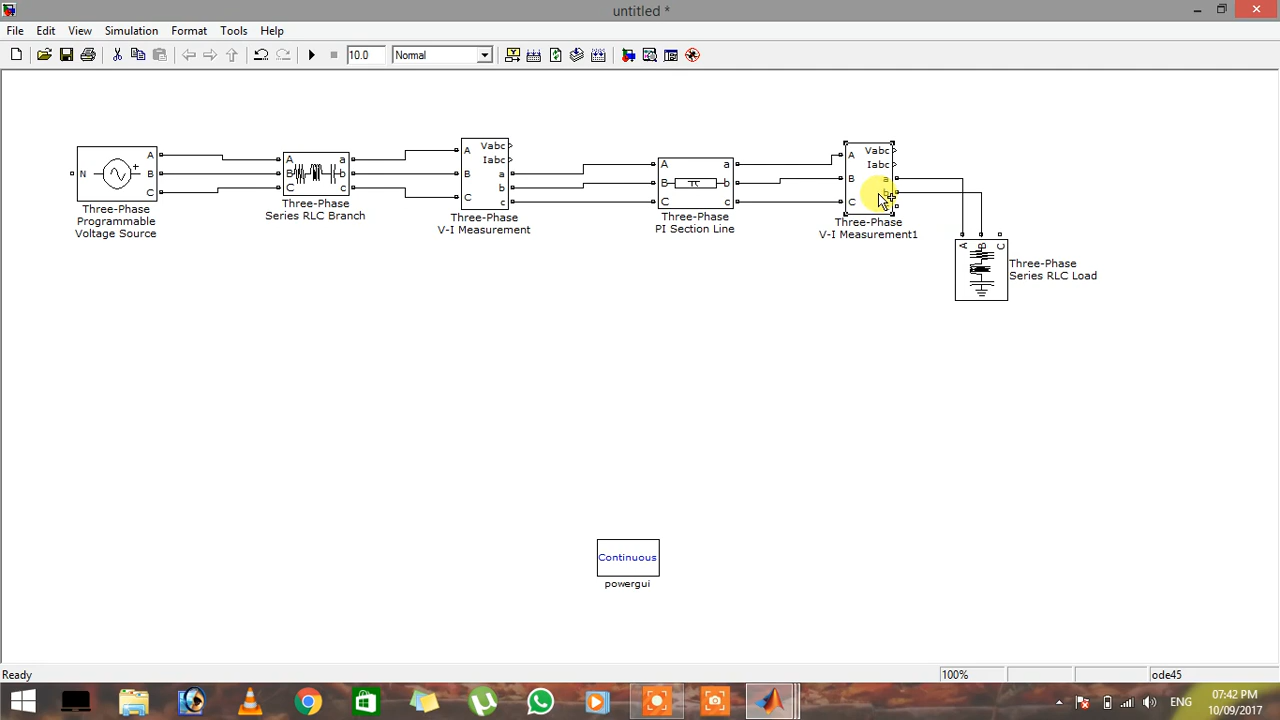 untitled *
File Edit View Simulation Format Tools Help
10.0 Normal
A
N B
C
Three-Phase
Programmable
Voltage Source
A a
B b
C c
Three-Phase
Series RLC Branch
Vabc
A Iabc
B a
b
C c
Three-Phase
V-I Measurement
A a
B b
C c
Three-Phase
PI Section Line
Vabc
A Iabc
B a
b
C
Three-Phase
V-I Measurement1
A B C
Three-Phase
Series RLC Load
Continuous
powergui
Ready 100% ode45
ENG 07:42 PM
10/09/2017